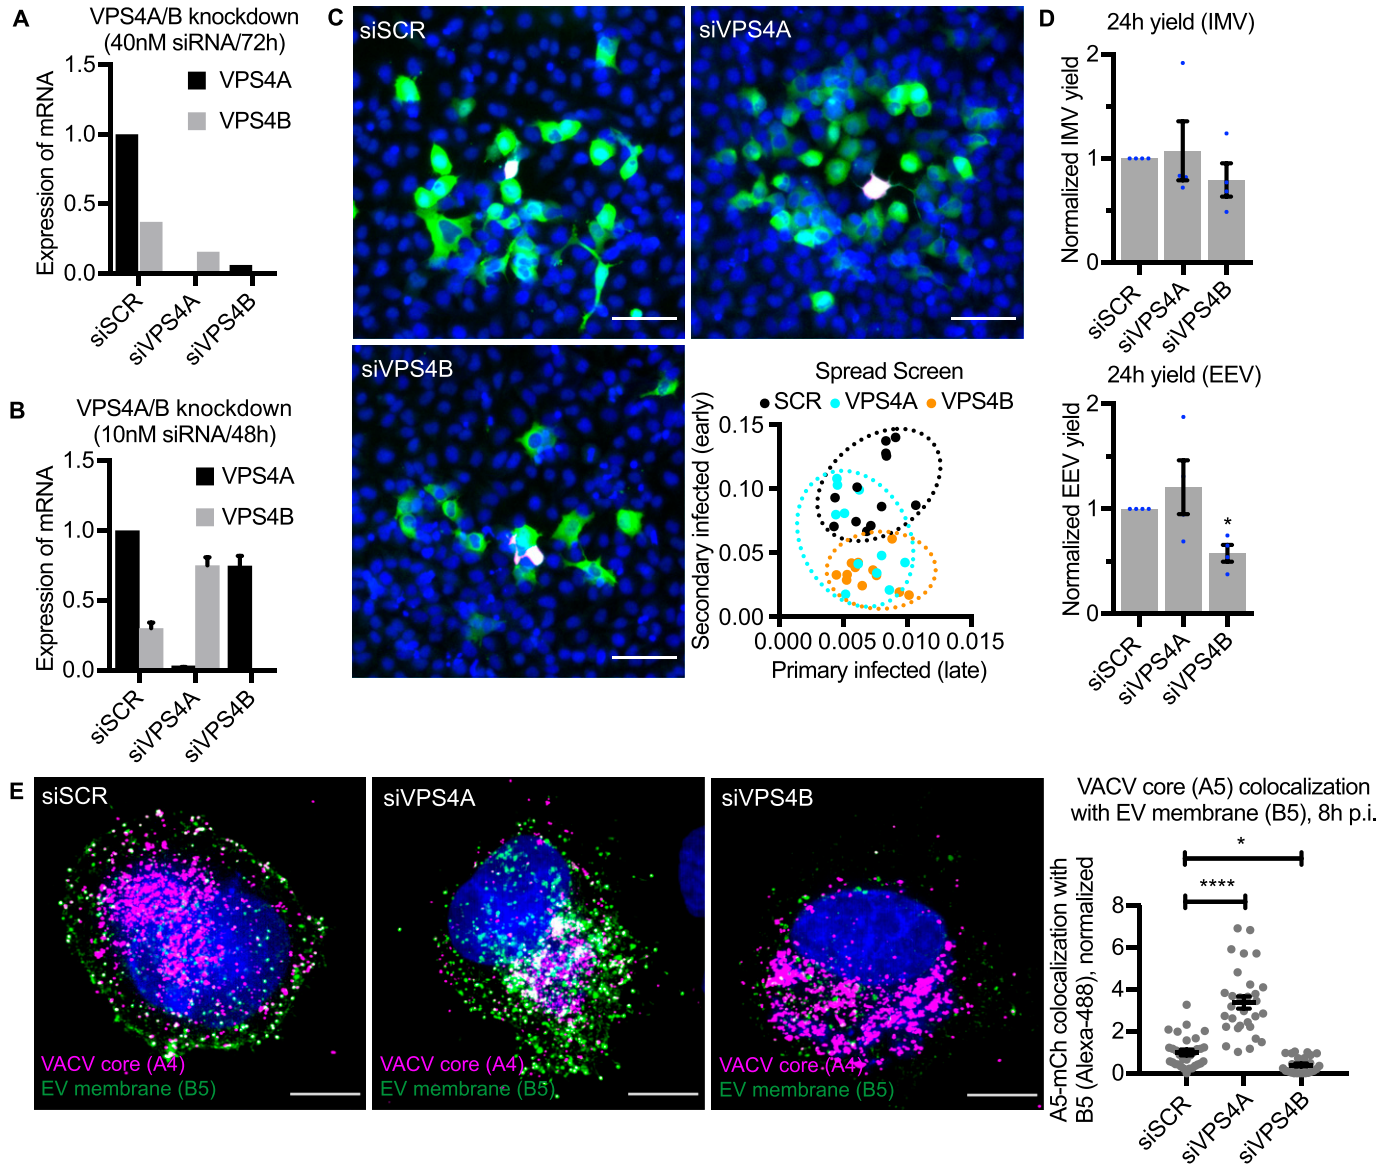 A
VPS4A/B knockdown
(40nM siRNA/72h)
Expression of mRNA
1.5
1.0
0.5
0.0
VPS4A
VPS4B
siSCR
siVPS4A
siVPS4B
B
VPS4A/B knockdown
(10nM siRNA/48h)
Expression of mRNA
1.5
1.0
0.5
0.0
VPS4A
VPS4B
siSCR
siVPS4A
siVPS4B
C
siSCR
siVPS4A
siVPS4B
Spread Screen
SCR
VPS4A
VPS4B
Secondary infected (early)
0.15
0.10
0.05
0.00
0.000 0.005 0.010 0.015
Primary infected (late)
D
24h yield (IMV)
Normalized IMV yield
2
1
0
siSCR
siVPS4A
siVPS4B
24h yield (EEV)
Normalized EEV yield
2
1
0
*
siSCR
siVPS4A
siVPS4B
E
siSCR
VACV core (A4)
EV membrane (B5)
siVPS4A
VACV core (A4)
EV membrane (B5)
siVPS4B
VACV core (A4)
EV membrane (B5)
VACV core (A5) colocalization
with EV membrane (B5), 8h p.i.
A5-mCh colocalization with
B5 (Alexa-488), normalized
*
****
8
6
4
2
0
siSCR
siVPS4A
siVPS4B